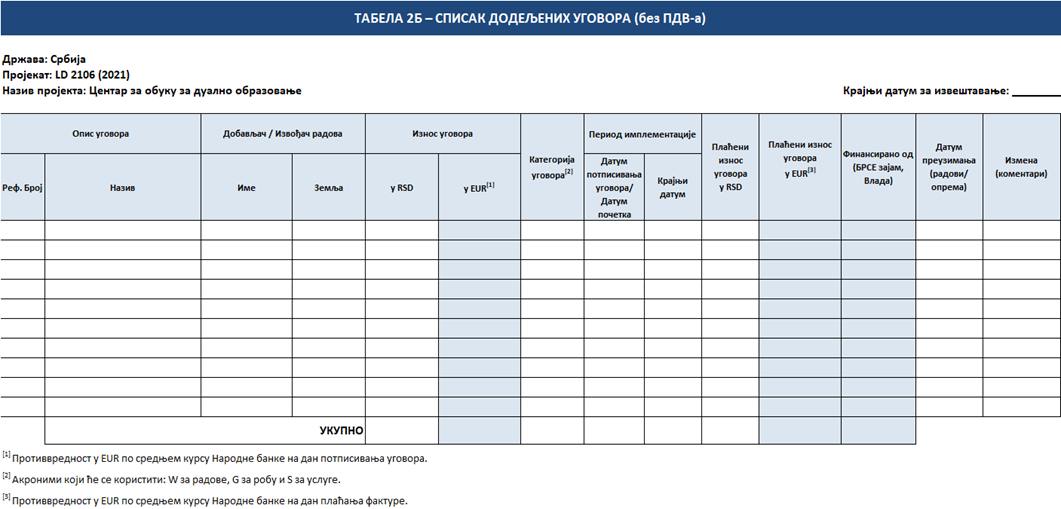 ТАБЕЛА 2Б – СПИСАК ДОДЕЉЕНИХ УГОВОРА (без ПДВ-а)
Држава: Србија
Пројекат: LD 2106 (2021)
Назив пројекта: Центар за обуку за дуално образовање
Крајњи датум за извештавање: _______
Опис уговора
Добављач / Извођач радова
Износ уговора
Категорија
уговора[2]
Период имплементације
Плаћени
износ
уговора
у RSD
Плаћени износ
уговора
у EUR[3]
Финансирано од
(БРСЕ зајам,
Влада)
Датум
преузимања
(радови/
опрема)
Измена
(коментари)
Реф. Број
Назив
Име
Земља
у RSD
у EUR[1]
Датум
потписивања
уговора/
Датум
почетка
Крајњи
датум
УКУПНО
[1] Противвредност у EUR по средњем курсу Народне банке на дан потписивања уговора.
[2] Акроними који ће се користити: W за радове, G за робу и S за услуге.
[3] Противвредност у EUR по средњем курсу Народне банке на дан плаћања фактуре.